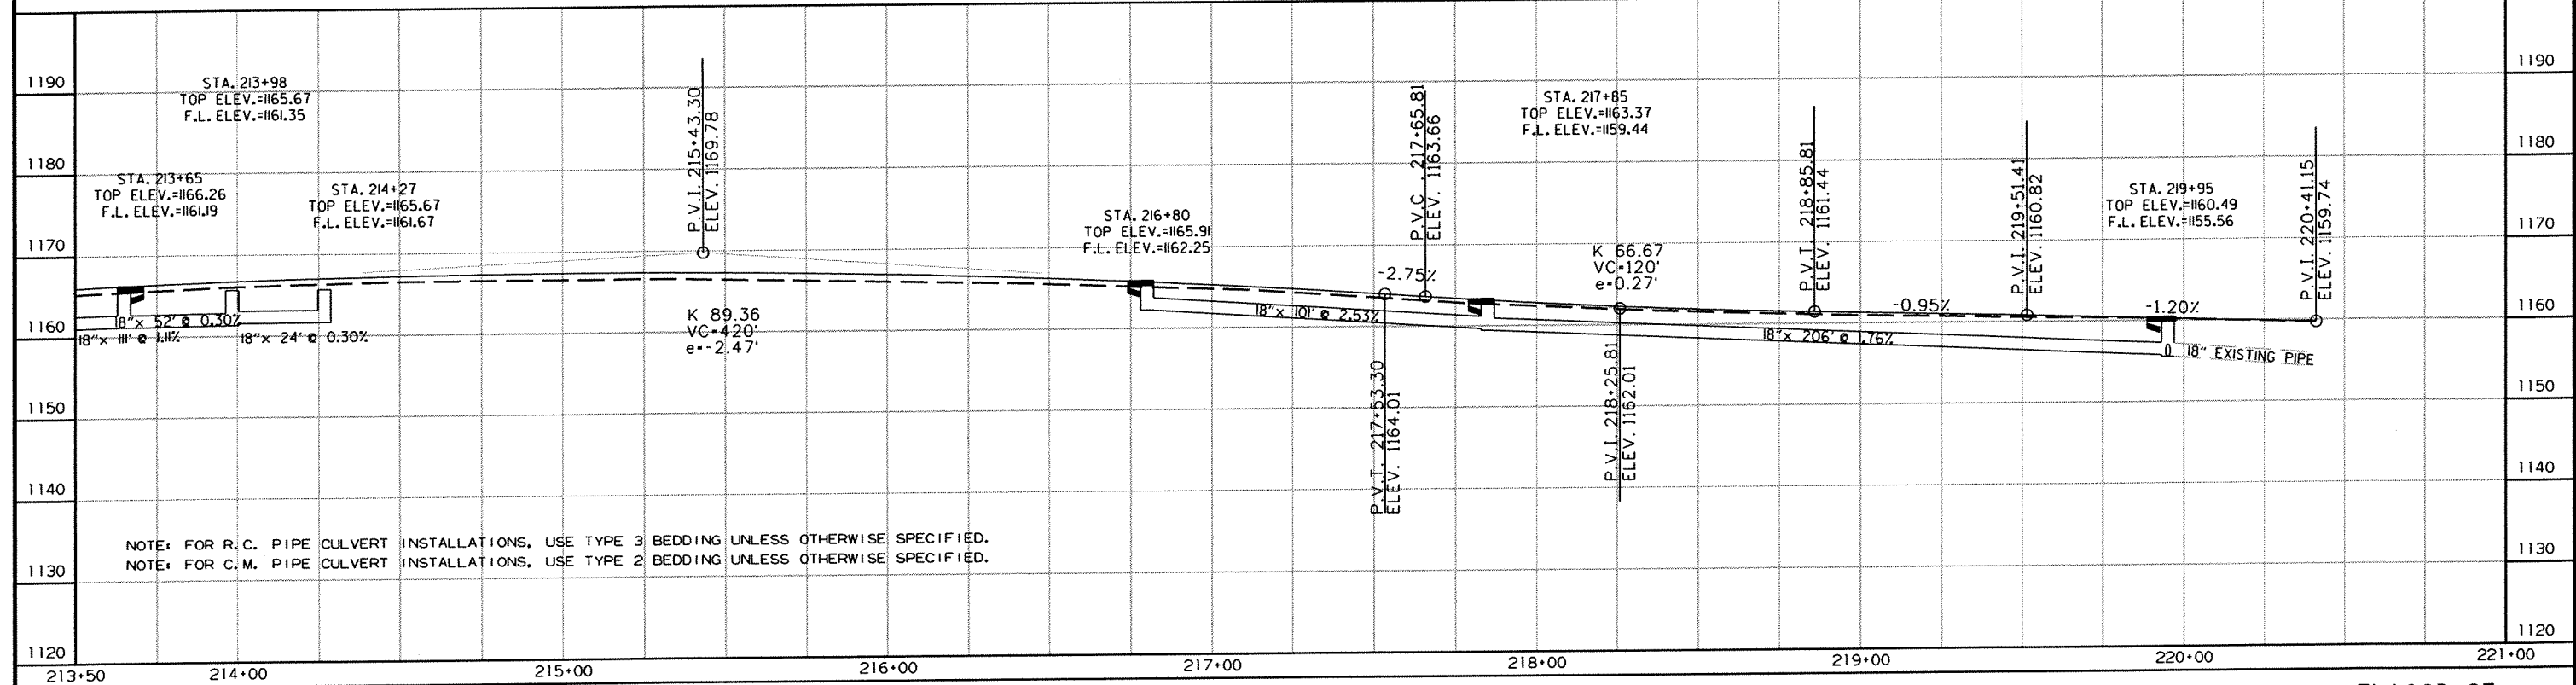 1190
1180
1170
1160
1150
1140
1130
1120
STA. 213+98
TOP ELEV.=1165.67
F.L. ELEV.=1161.35
STA. 213+65
TOP ELEV.=1166.26
F.L. ELEV.=1161.19
STA. 214+27
TOP ELEV.=1165.67
F.L. ELEV.=1161.67
18"x 52' @ 0.30%
18"x 111' @ 1.11%
18"x 24' @ 0.30%
P.V.I. 215+43.30
ELEV. 1169.78
K 89.36
VC=420'
e=-2.47'
STA. 216+80
TOP ELEV.=1165.91
F.L. ELEV.=1162.25
18"x 101' @ 2.53%
-2.75%
P.V.T. 217+53.30
ELEV. 1164.01
P.V.C. 217+65.81
ELEV. 1163.66
STA. 217+85
TOP ELEV.=1163.37
F.L. ELEV.=1159.44
K 66.67
VC=120'
e=0.27'
P.V.I. 218+25.81
ELEV. 1162.01
P.V.T. 218+85.81
ELEV. 1161.44
18"x 206' @ 1.76%
-0.95%
P.V.I. 219+51.41
ELEV. 1160.82
STA. 219+95
TOP ELEV.=1160.49
F.L. ELEV.=1155.56
-1.20%
18" EXISTING PIPE
P.V.I. 220+41.15
ELEV. 1159.74
NOTE: FOR R.C. PIPE CULVERT INSTALLATIONS, USE TYPE 3 BEDDING UNLESS OTHERWISE SPECIFIED.
NOTE: FOR C.M. PIPE CULVERT INSTALLATIONS, USE TYPE 2 BEDDING UNLESS OTHERWISE SPECIFIED.
1190
1180
1170
1160
1150
1140
1130
1120
213+50
214+00
215+00
216+00
217+00
218+00
219+00
220+00
221+00